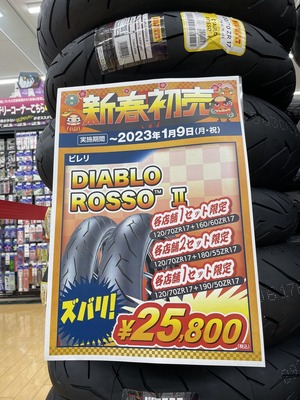 新春初売
実施期間 ~2023年1月9日(月・祝)
ピレリ
DIABLO
ROSSO™ II
各店舗1セット限定
120/70ZR17+160/60ZR17
各店舗2セット限定
120/70ZR17+180/55ZR17
各店舗1セット限定
120/70ZR17+190/50ZR17
ズバリ!
¥25,800
(税込)